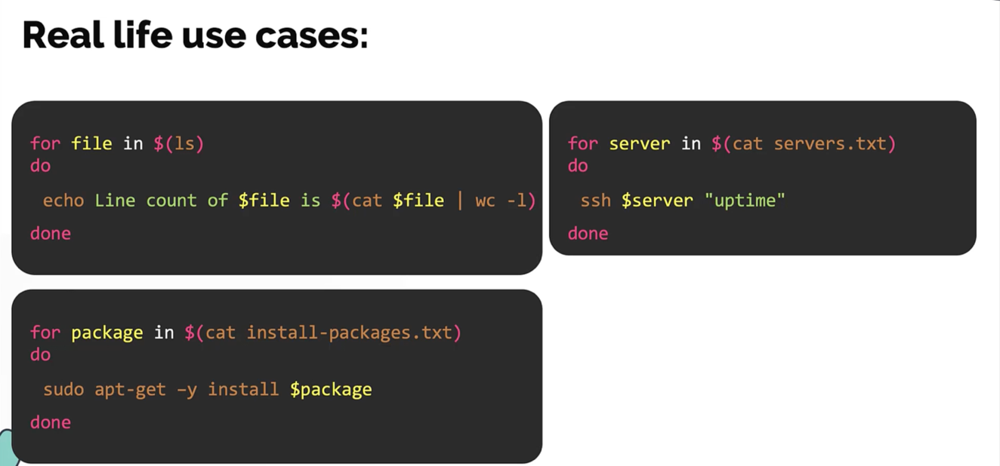 Real life use cases:
for file in $(ls)
do
echo Line count of $file is $(cat $file | wc -l)
done
for server in $(cat servers.txt)
do
ssh $server "uptime"
done
for package in $(cat install-packages.txt)
do
sudo apt-get –y install $package
done